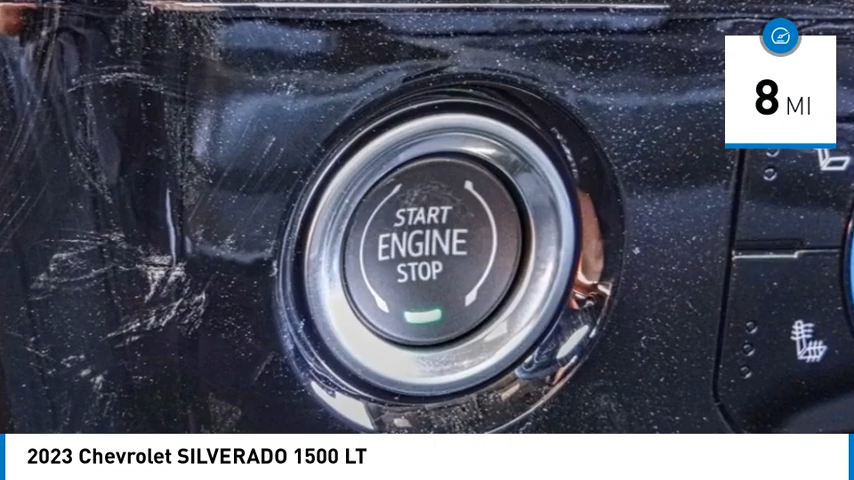 8 MI
START
ENGINE
STOP
2023 Chevrolet SILVERADO 1500 LT